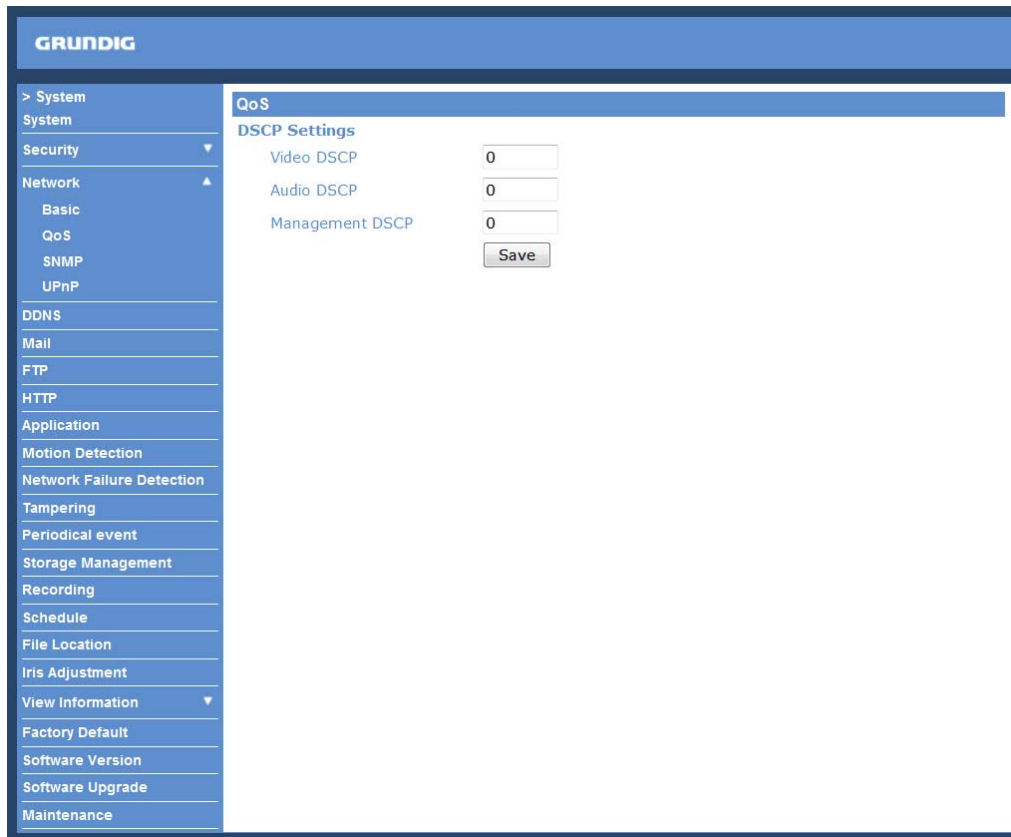 GRUNDIG
> System
System
Security
Network
Basic
QoS
SNMP
UPnP
DDNS
Mail
FTP
HTTP
Application
Motion Detection
Network Failure Detection
Tampering
Periodical event
Storage Management
Recording
Schedule
File Location
Iris Adjustment
View Information
Factory Default
Software Version
Software Upgrade
Maintenance
QoS
DSCP Settings
Video DSCP 0
Audio DSCP 0
Management DSCP 0
Save